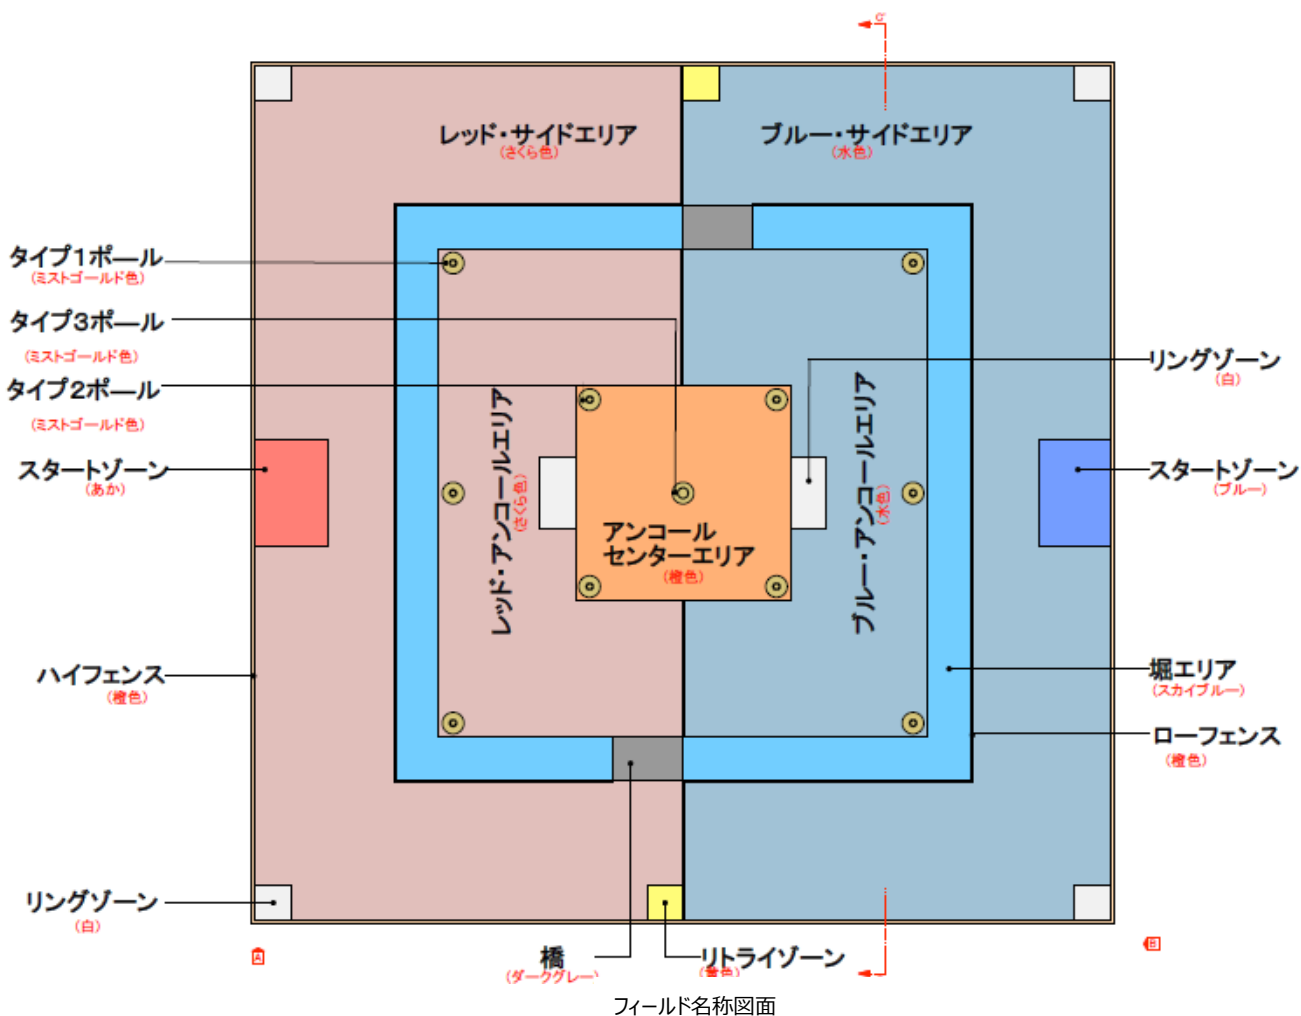 C'
レッド・サイドエリア
(さくら色)
ブルー・サイドエリア
(水色)
タイプ1ポール
(ミストゴールド色)
タイプ3ポール
(ミストゴールド色)
タイプ2ポール
(ミストゴールド色)
リングゾーン
(白)
スタートゾーン
(あか)
レッド・アンコールエリア
(さくら色)
アンコール
センターエリア
(橙色)
ブルー・アンコールエリア
(水色)
スタートゾーン
(ブルー)
ハイフェンス
(橙色)
堀エリア
(スカイブルー)
ローフェンス
(橙色)
リングゾーン
(白)
A
B
橋
(ダークグレー)
リトライゾーン
(黄色)
フィールド名称図面